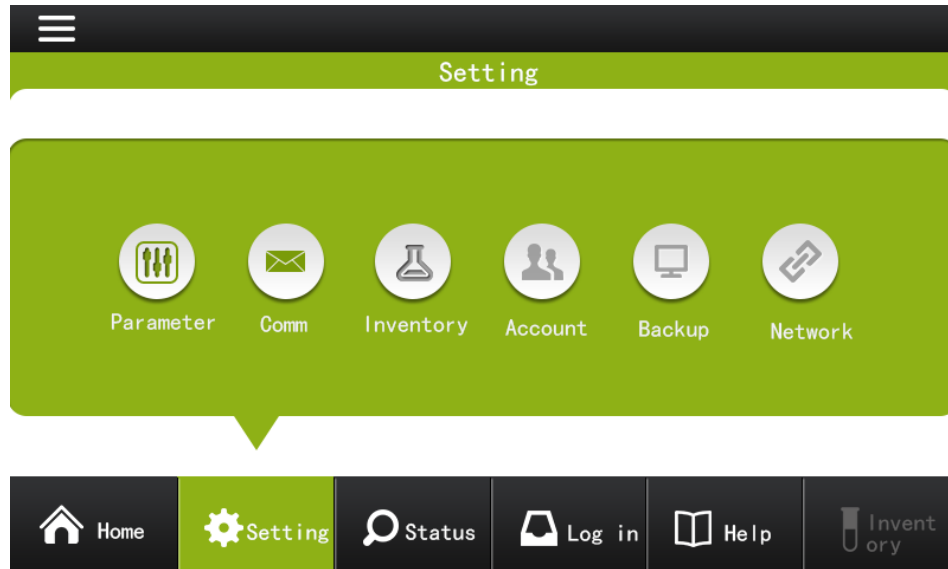 Setting
Parameter Comm Inventory Account Backup Network
Home Setting Status Log in Help Invent
ory